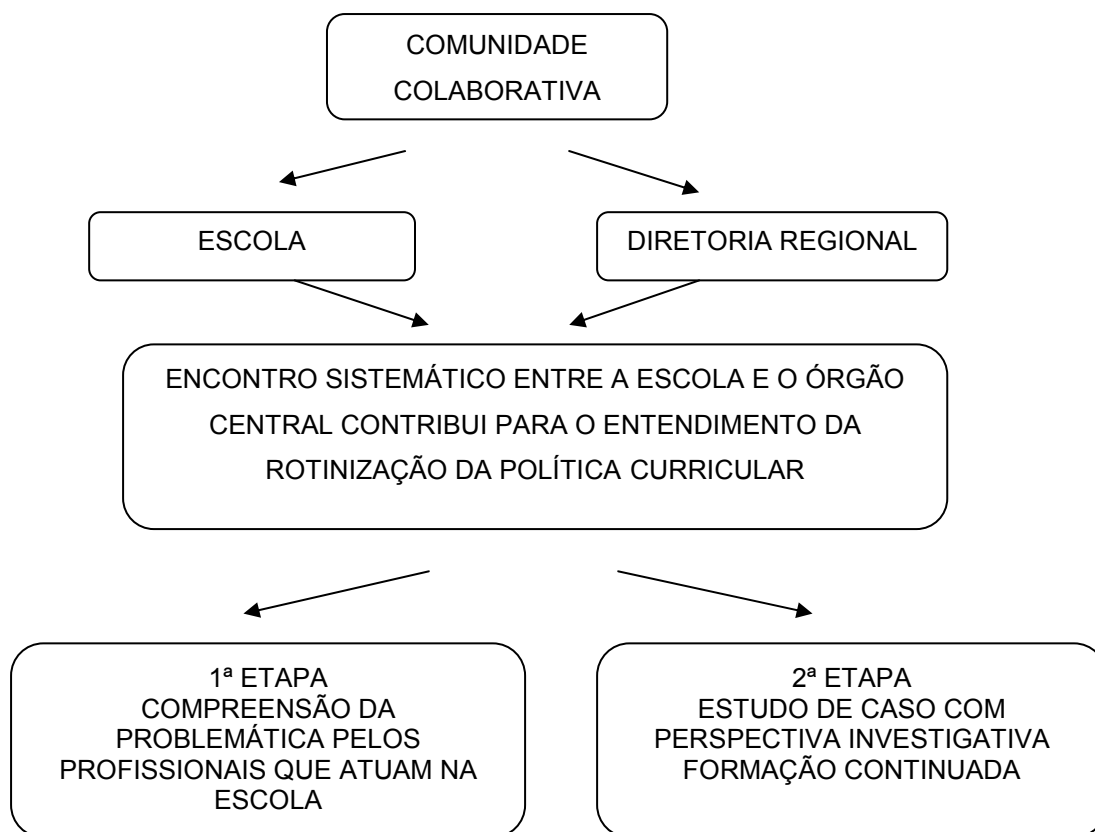 COMUNIDADE
COLABORATIVA
ESCOLA
DIRETORIA REGIONAL
ENCONTRO SISTEMÁTICO ENTRE A ESCOLA E O ÓRGÃO
CENTRAL CONTRIBUI PARA O ENTENDIMENTO DA
ROTINIZAÇÃO DA POLÍTICA CURRICULAR
1ª ETAPA
COMPREENSÃO DA
PROBLEMÁTICA PELOS
PROFISSIONAIS QUE ATUAM NA
ESCOLA
2ª ETAPA
ESTUDO DE CASO COM
PERSPECTIVA INVESTIGATIVA
FORMAÇÃO CONTINUADA